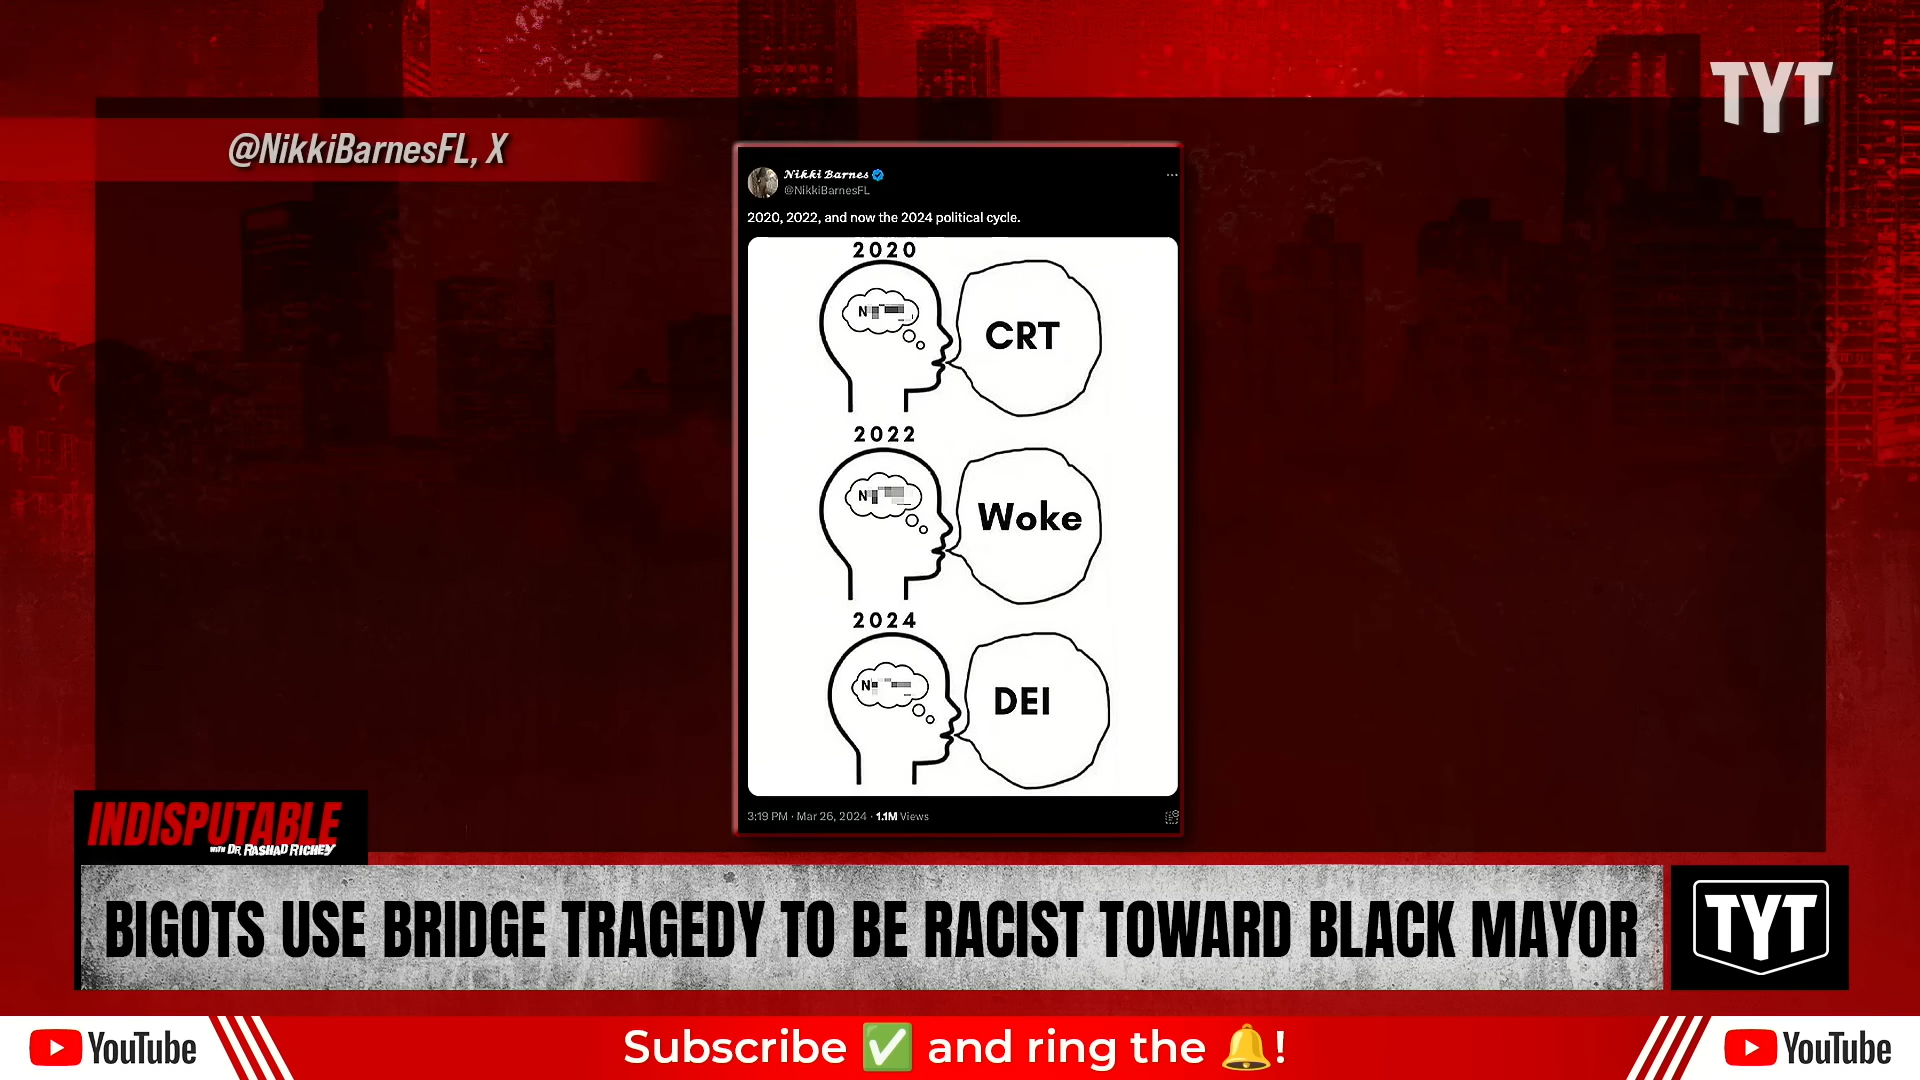 TYT
@NikkiBarnesFL, X
Nikki Barnes
@NikkiBarnesFL
2020, 2022, and now the 2024 political cycle.
2020
N
CRT
2022
N
Woke
2024
N
DEI
3:19 PM · Mar 26, 2024 · 1.1M Views
INDISPUTABLE
WITH DR RASHAD RICHEY
BIGOTS USE BRIDGE TRAGEDY TO BE RACIST TOWARD BLACK MAYOR
TYT
YouTube
Subscribe ✅ and ring the 🔔!
YouTube